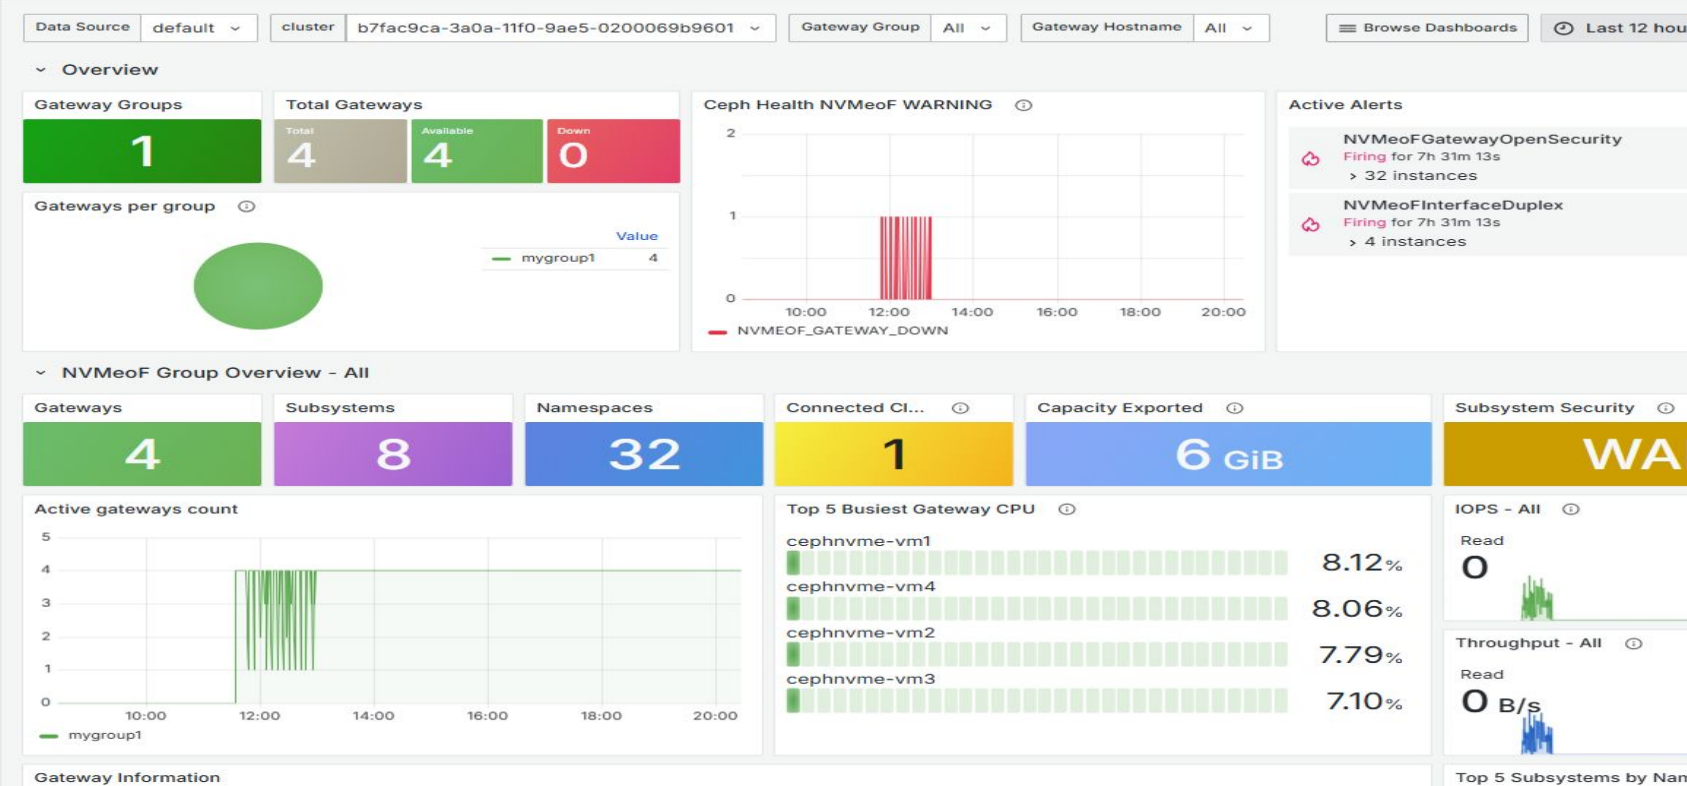 Data Source default cluster b7fac9ca-3a0a-11f0-9ae5-0200069b9601 Gateway Group All Gateway Hostname All Browse Dashboards Last 12 hou
Overview
Gateway Groups
1
Total Gateways
Total
4
Available
4
Down
0
Gateways per group
Value
mygroup1 4
Ceph Health NVMeoF WARNING
2
1
0
10:00 12:00 14:00 16:00 18:00 20:00
NVMEOF_GATEWAY_DOWN
Active Alerts
NVMeoFGatewayOpenSecurity
Firing for 7h 31m 13s
> 32 instances
NVMeoFInterfaceDuplex
Firing for 7h 31m 13s
> 4 instances
NVMeoF Group Overview - All
Gateways
4
Subsystems
8
Namespaces
32
Connected Cl...
1
Capacity Exported
6 GiB
Subsystem Security
WA
Active gateways count
5
4
3
2
1
0
10:00 12:00 14:00 16:00 18:00 20:00
mygroup1
Top 5 Busiest Gateway CPU
cephnvme-vm1
8.12%
cephnvme-vm4
8.06%
cephnvme-vm2
7.79%
cephnvme-vm3
7.10%
IOPS - All
Read
0
Throughput - All
Read
0 B/s
Gateway Information
Top 5 Subsystems by Nam